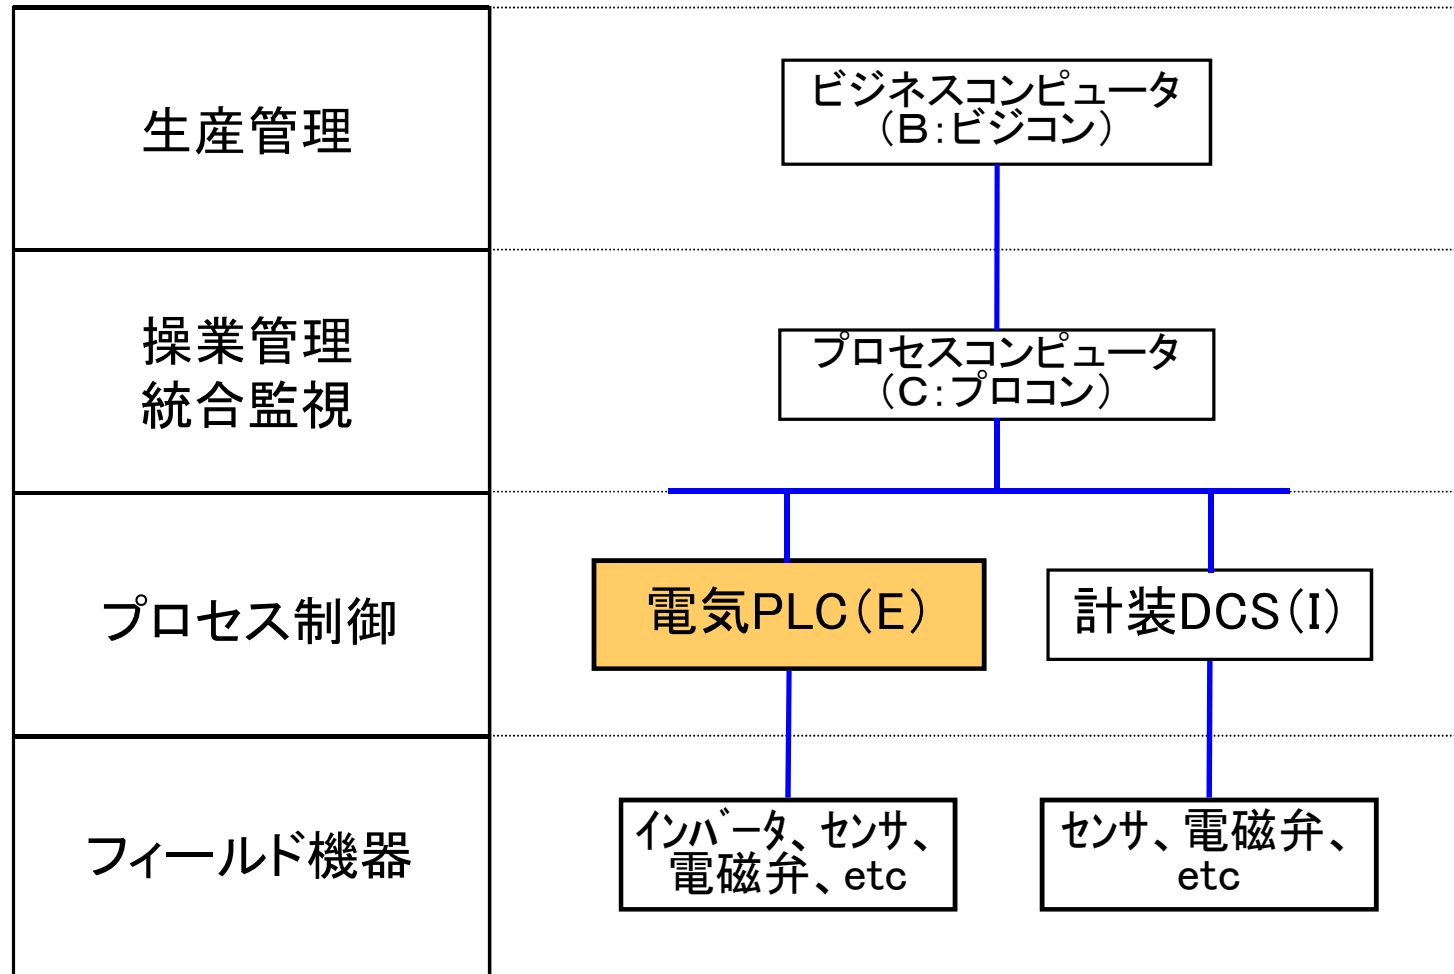 生産管理
ビジネスコンピュータ
（B：ビジコン）
操業管理
統合監視
プロセスコンピュータ
（C：プロコン）
プロセス制御
電気PLC（E）
計装DCS（I）
フィールド機器
インバータ、センサ、
電磁弁、etc
センサ、電磁弁、
etc